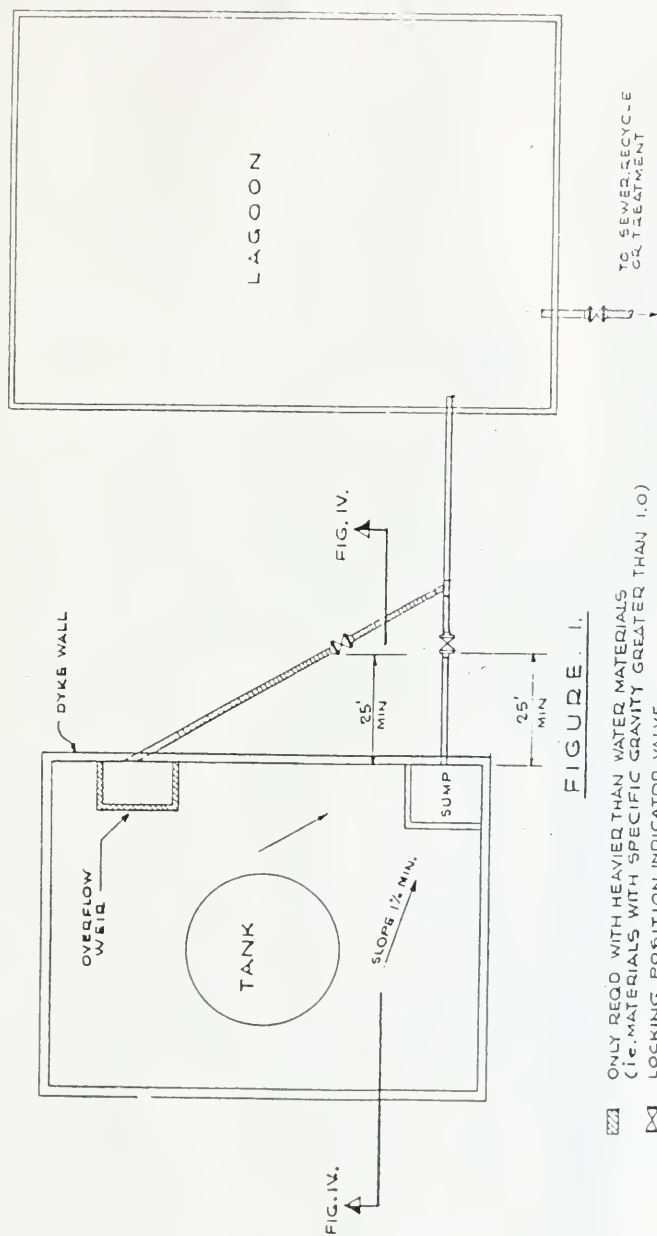 LAGOON
TO SEWER, RECYCLE
OR TREATMENT
FIG. IV.
DYKE WALL
25'
MIN
25'
MIN
OVERFLOW
WEIR
SUMP
TANK
SLOPE 1% MIN.
FIG. IV.
FIGURE. I.
ONLY REQD WITH HEAVIER THAN WATER MATERIALS
(i.e. MATERIALS WITH SPECIFIC GRAVITY GREATER THAN 1.0)
LOCKING POSITION INDICATOR VALVE